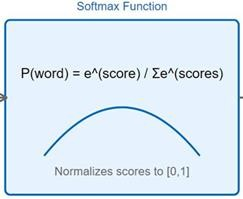 Softmax Function
P(word) = e^(score) / Σe^(scores)
Normalizes scores to [0,1]